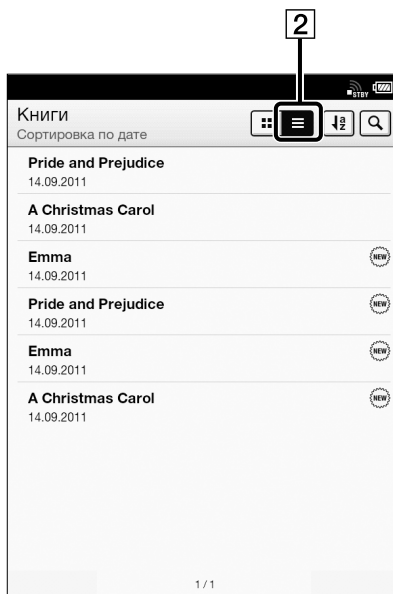 2
STBY
Книги
Сортировка по дате
Pride and Prejudice
14.09.2011
A Christmas Carol
14.09.2011
Emma
14.09.2011
NEW
Pride and Prejudice
14.09.2011
NEW
Emma
14.09.2011
NEW
A Christmas Carol
14.09.2011
NEW
1 / 1